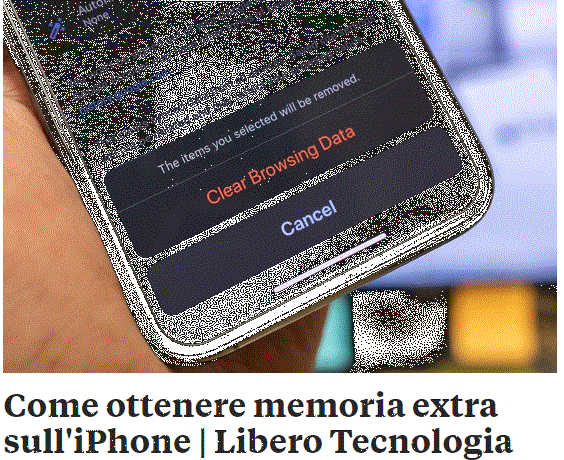 None
The items you selected will be removed.
Clear Browsing Data
Cancel
Come ottenere memoria extra
sull'iPhone | Libero Tecnologia